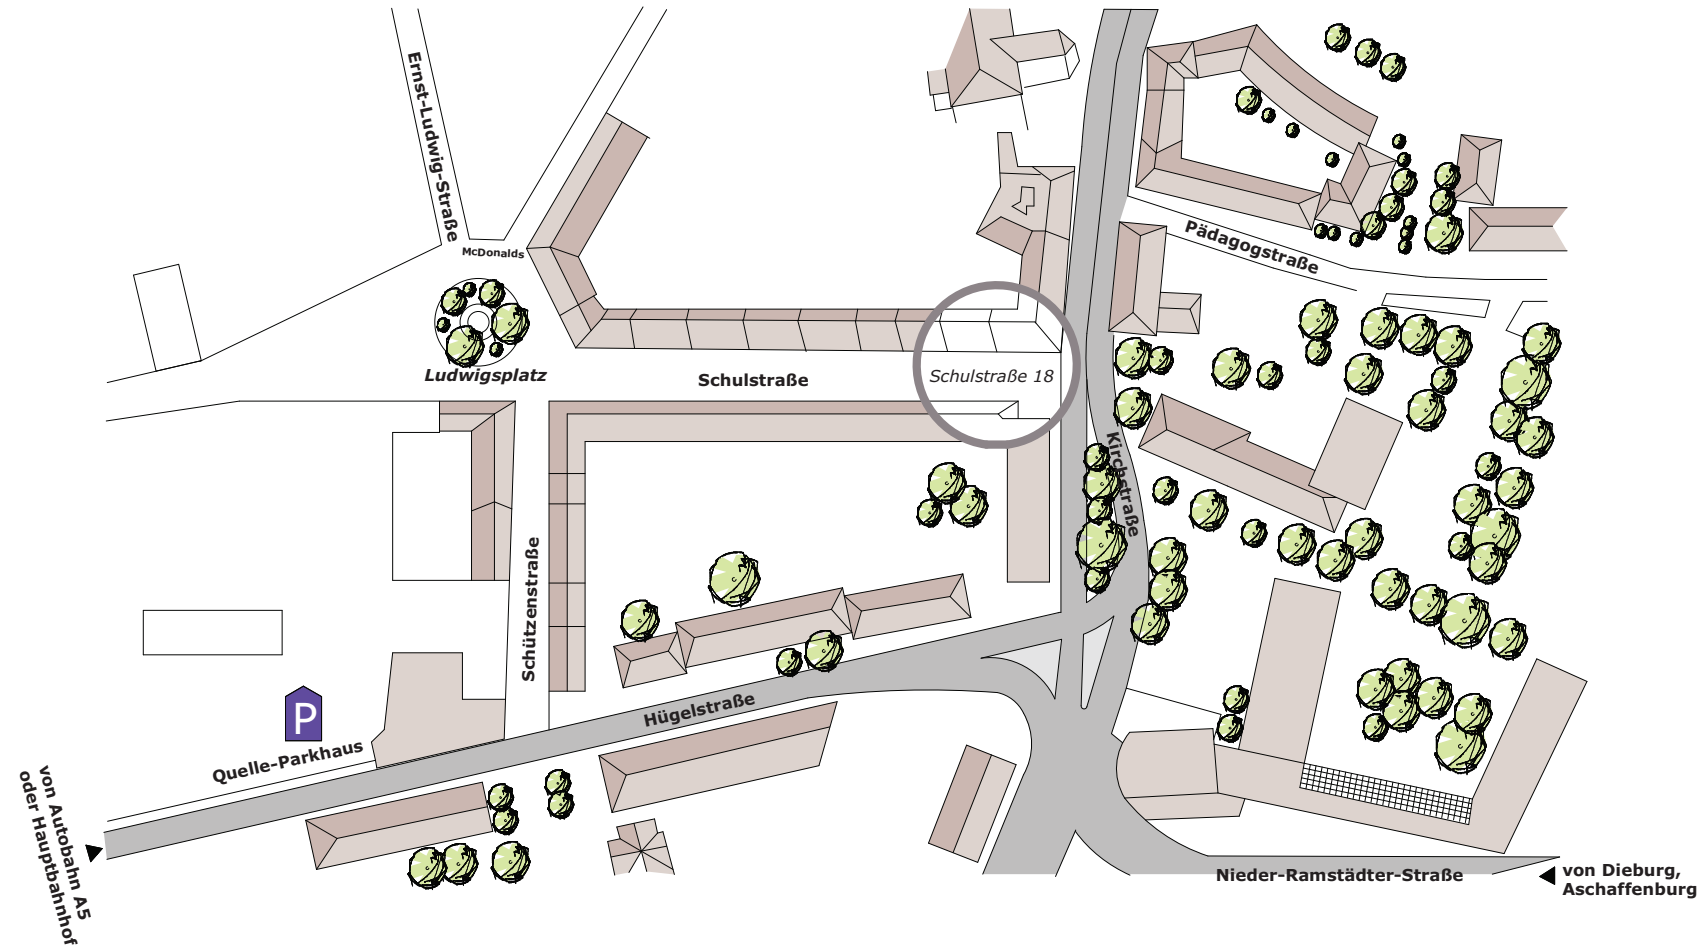 Ernst-Ludwig-Straße
McDonalds
Pädagogstraße
Ludwigsplatz
Schulstraße
Schulstraße 18
Kirchstraße
Schützenstraße
Hügelstraße
P
Quelle-Parkhaus
von Autobahn A5
oder Hauptbahnhof
Nieder-Ramstädter-Straße
von Dieburg,
Aschaffenburg